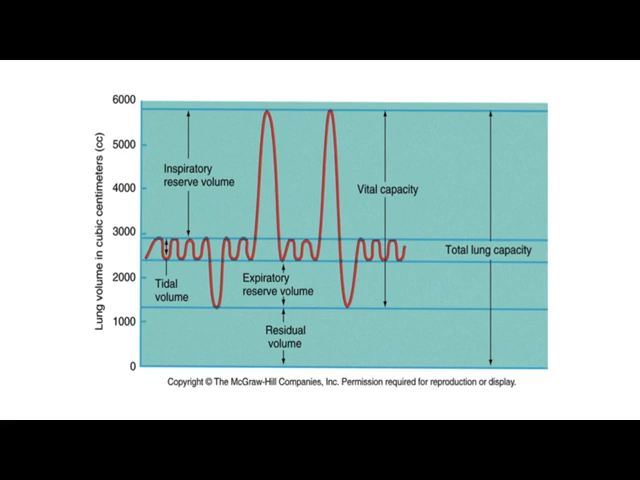 Lung volume in cubic centimeters (cc)
6000
5000
4000
3000
2000
1000
0
Inspiratory
reserve volume
Vital capacity
Total lung capacity
Tidal
volume
Expiratory
reserve volume
Residual
volume
Copyright © The McGraw-Hill Companies, Inc. Permission required for reproduction or display.